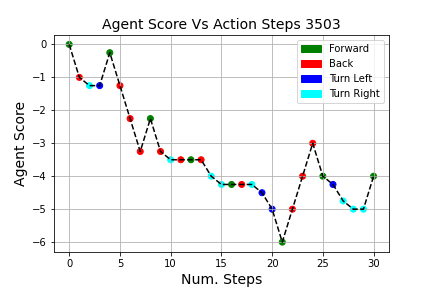 Agent Score Vs Action Steps 3503
Forward
Back
Turn Left
Turn Right
Agent Score
0
−1
−2
−3
−4
−5
−6
0 5 10 15 20 25 30
Num. Steps